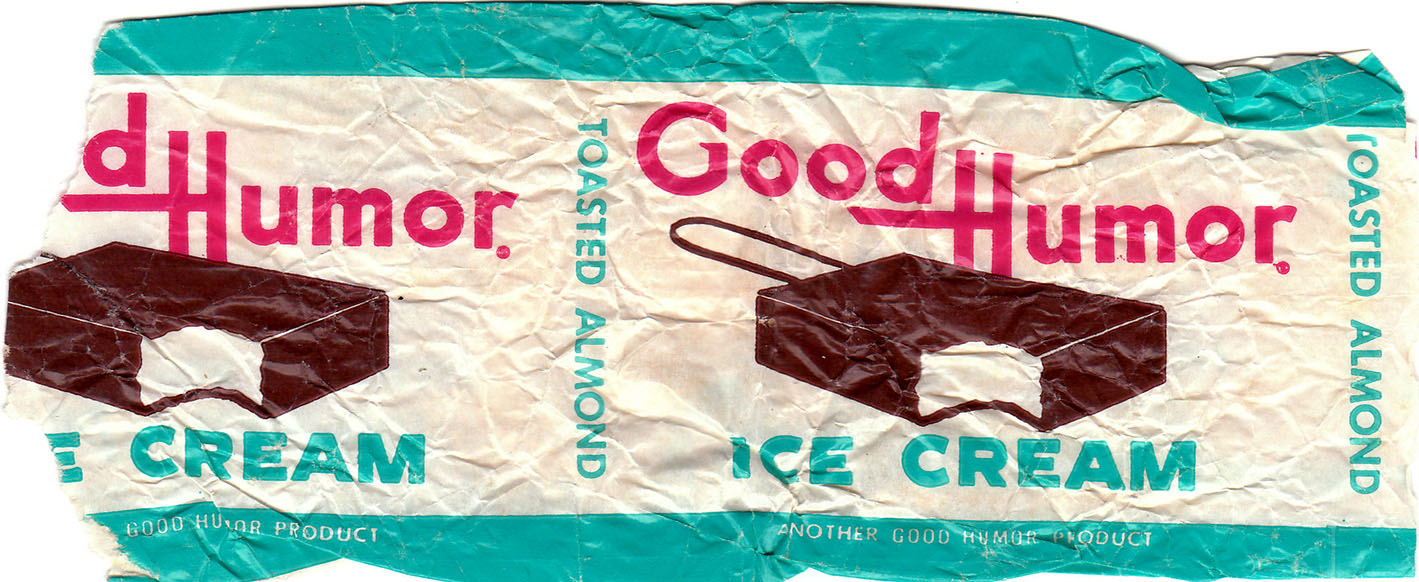 d
Humor®
E CREAM
GOOD HUMOR PRODUCT
TOASTED ALMOND
Good
Humor®
ICE CREAM
ANOTHER GOOD HUMOR PRODUCT
TOASTED ALMOND